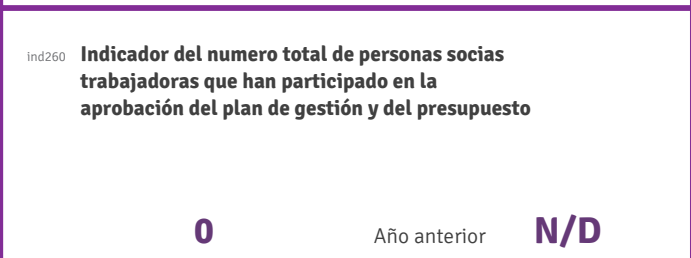 ind260 Indicador del numero total de personas socias
trabajadoras que han participado en la
aprobación del plan de gestión y del presupuesto
0 Año anterior N/D